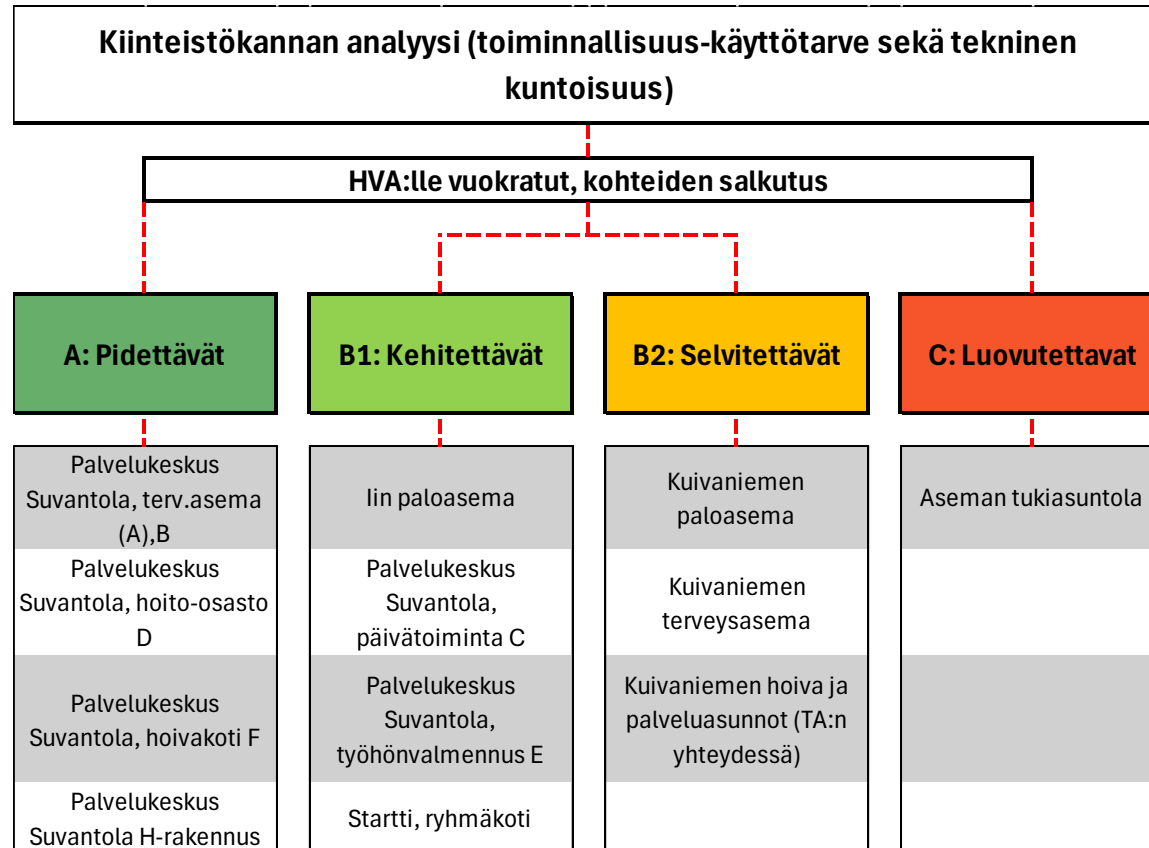 Kiinteistökannan analyysi (toiminnallisuus-käyttötarve sekä tekninen
kuntoisuus)
HVA:lle vuokratut, kohteiden salkutus
A: Pidettävät
B1: Kehitettävät
B2: Selvitettävät
C: Luovutettavat
Palvelukeskus
Suvantola, terv.asema
(A),B
Iin paloasema
Kuivaniemen
paloasema
Aseman tukiasuntola
Palvelukeskus
Suvantola, hoito-osasto
D
Palvelukeskus
Suvantola,
päivätoiminta C
Kuivaniemen
terveysasema
Palvelukeskus
Suvantola, hoivakoti F
Palvelukeskus
Suvantola,
työhönvalmennus E
Kuivaniemen hoiva ja
palveluasunnot (TA:n
yhteydessä)
Palvelukeskus
Suvantola H-rakennus
Startti, ryhmäkoti